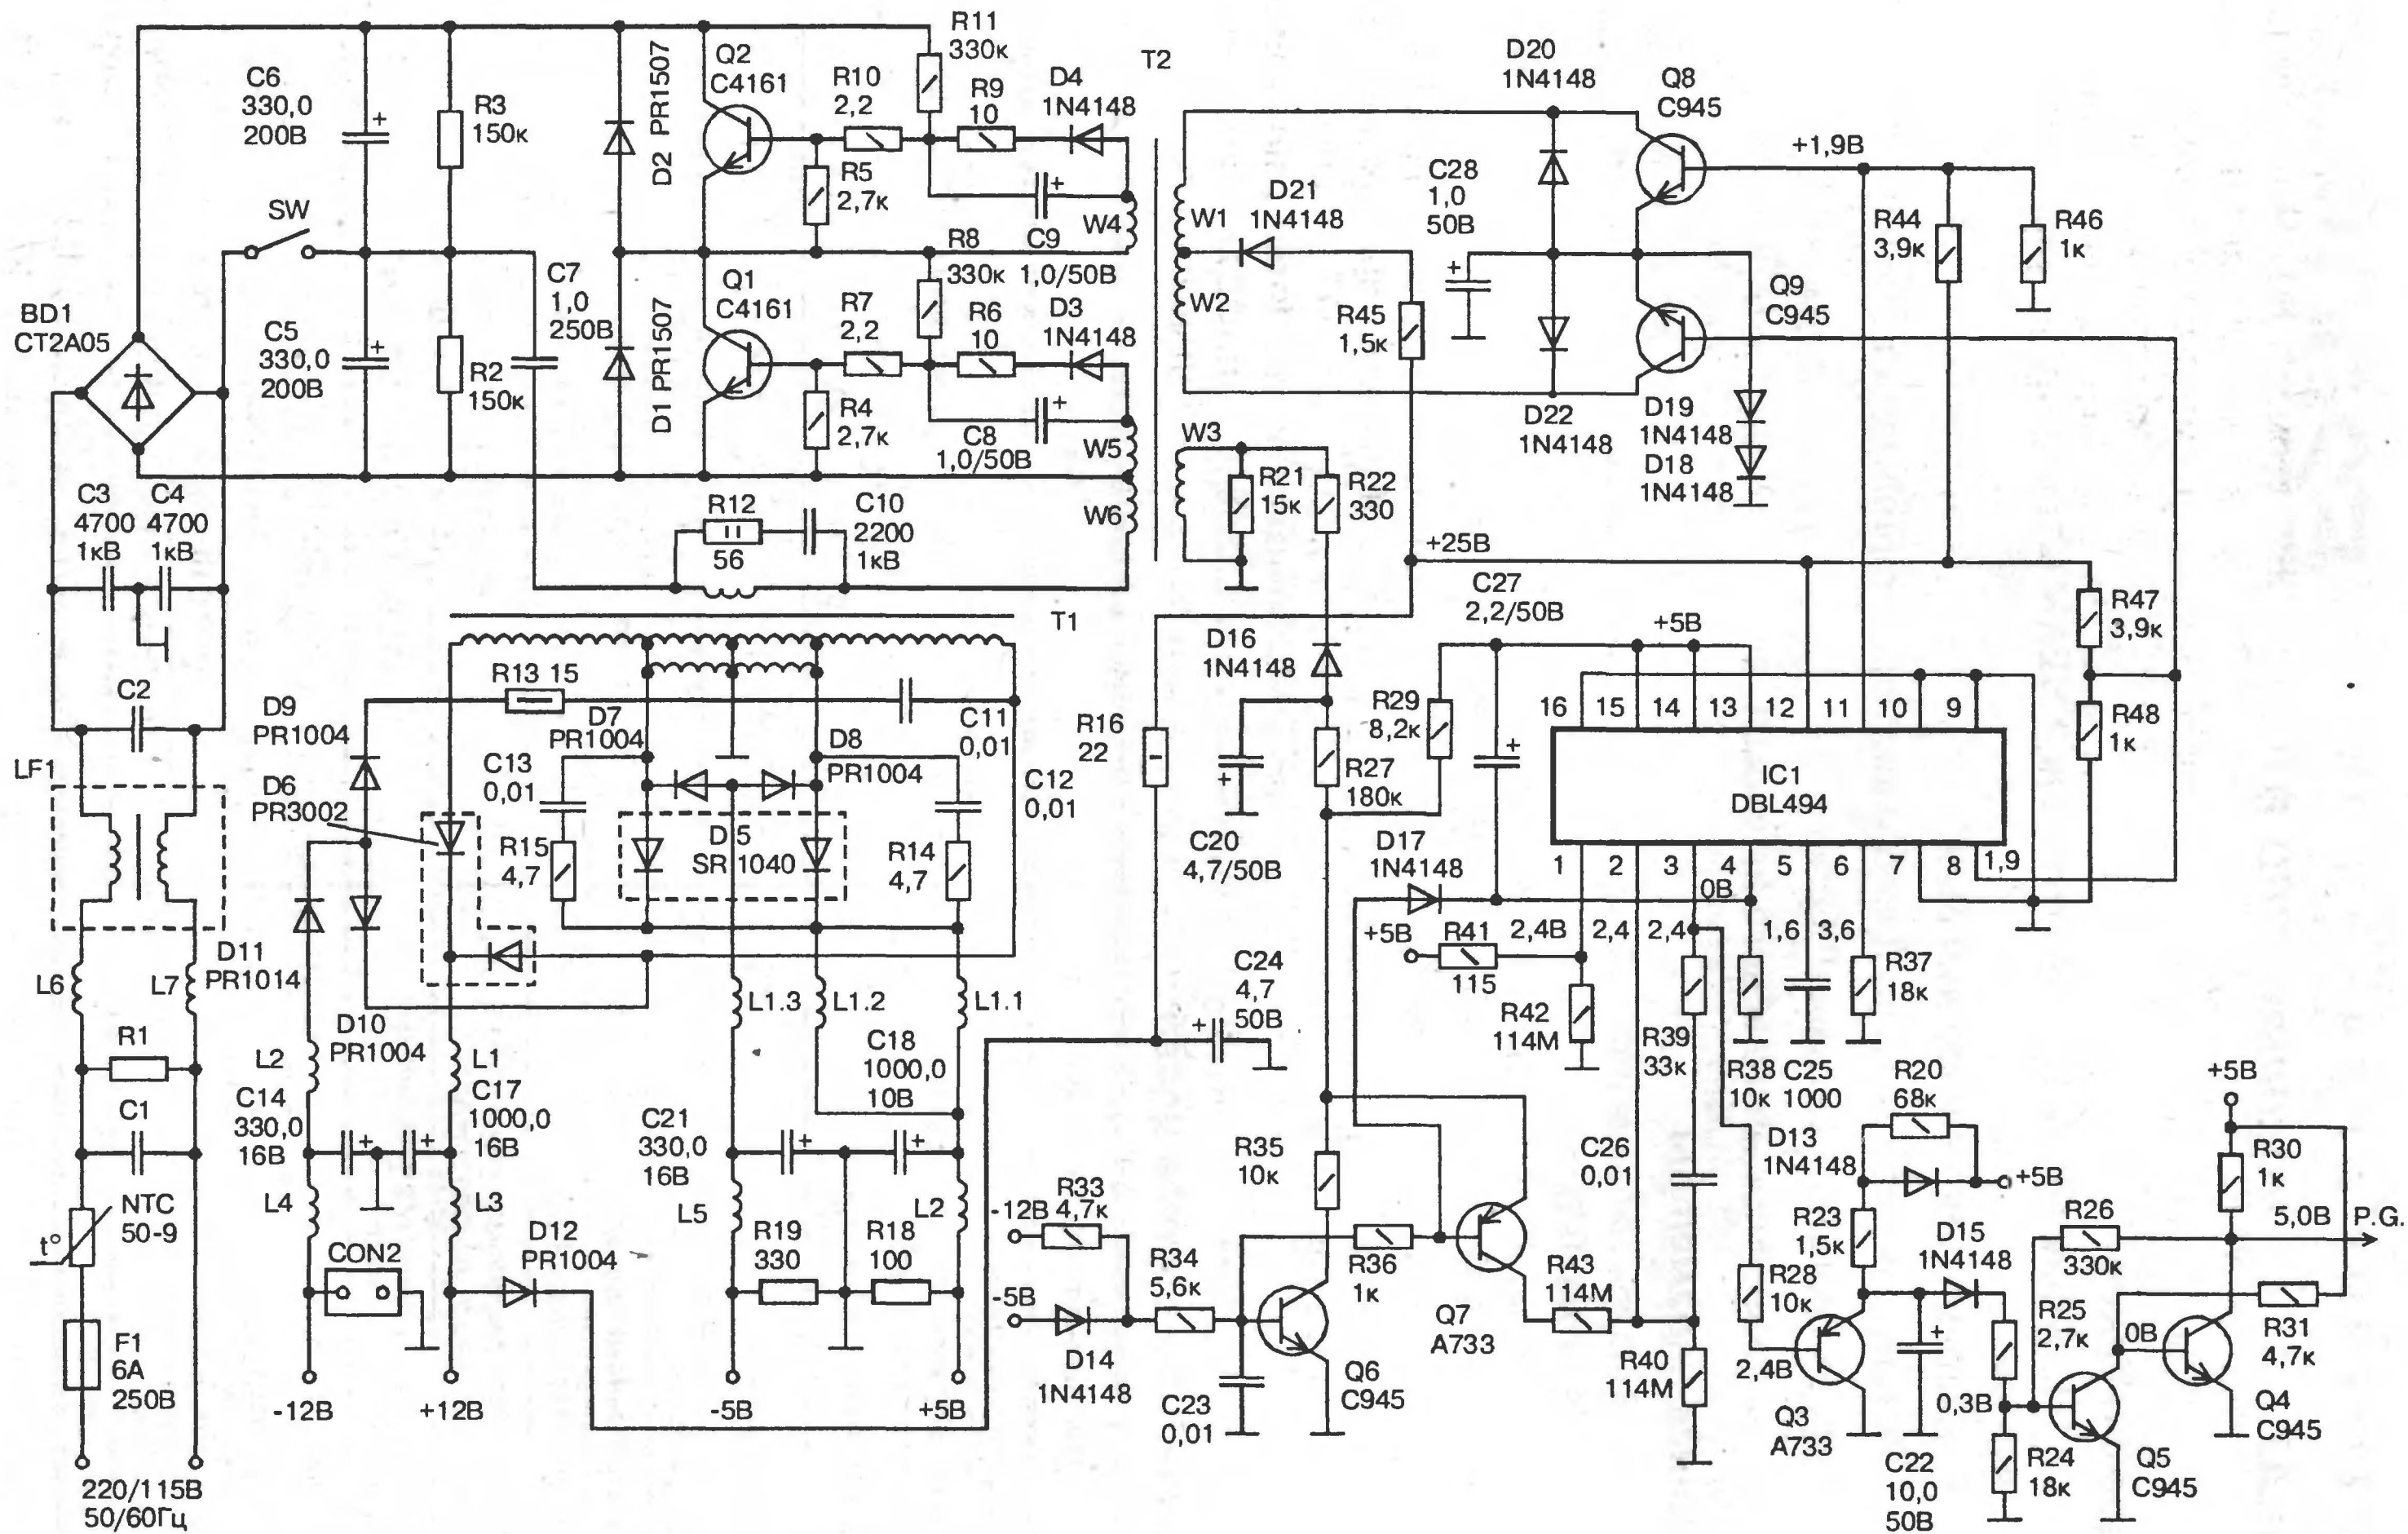 C6
330,0
200В
R3
150к
SW
BD1
СТ2А05
C5
330,0
200В
R2
150к
C7
1,0
250В
D2 PR1507
D1 PR1507
Q2
C4161
R10
2,2
R11
330к
R9
10
D4
1N4148
R5
2,7к
W4
R8
330к
C9
1,0/50В
Q1
C4161
R7
2,2
R6
10
D3
1N4148
R4
2,7к
C8
1,0/50В
W5
W6
T2
W1
W2
W3
D21
1N4148
R45
1,5к
D20
1N4148
Q8
C945
C28
1,0
50В
+1,9В
R44
3,9к
R46
1к
Q9
C945
D22
1N4148
D19
1N4148
D18
1N4148
R21
15к
R22
330
+25В
C3
4700
1кВ
C4
4700
1кВ
R12
56
C10
2200
1кВ
T1
C2
LF1
D9
PR1004
D6
PR3002
R13 15
D7
PR1004
D8
PR1004
C11
0,01
C12
0,01
C13
0,01
R15
4,7
D5
SR1040
R14
4,7
D11
PR1014
L6
L7
R1
C1
D10
PR1004
L2
L1
C14
330,0
16В
C17
1000,0
16В
L4
L3
NTC
50-9
t°
CON2
D12
PR1004
F1
6А
250В
-12В
+12В
220/115В
50/60Гц
L1.3
L1.2
L1.1
C18
1000,0
10В
C21
330,0
16В
L5
L2
R19
330
R18
100
-5В
+5В
R16
22
C24
4,7
50В
D16
1N4148
C27
2,2/50В
+5В
R29
8,2к
R27
180к
C20
4,7/50В
16
15
14
13
12
11
10
9
IC1
DBL494
1
2
3
4
5
6
7
8
1,9
R47
3,9к
R48
1к
D17
1N4148
0В
+5В
R41
115
2,4В
2,4
2,4
1,6
3,6
R42
114М
R39
33к
R38
10к
C25
1000
R37
18к
R35
10к
C26
0,01
-12В
R33
4,7к
-5В
D14
1N4148
R34
5,6к
C23
0,01
Q6
C945
R36
1к
Q7
А733
R43
114М
R40
114М
D13
1N4148
R20
68к
+5В
R23
1,5к
R28
10к
2,4В
Q3
А733
D15
1N4148
C22
10,0
50В
R25
2,7к
0,3В
R24
18к
Q5
C945
+5В
R30
1к
R26
330к
5,0В
P.G.
R31
4,7к
0В
Q4
C945